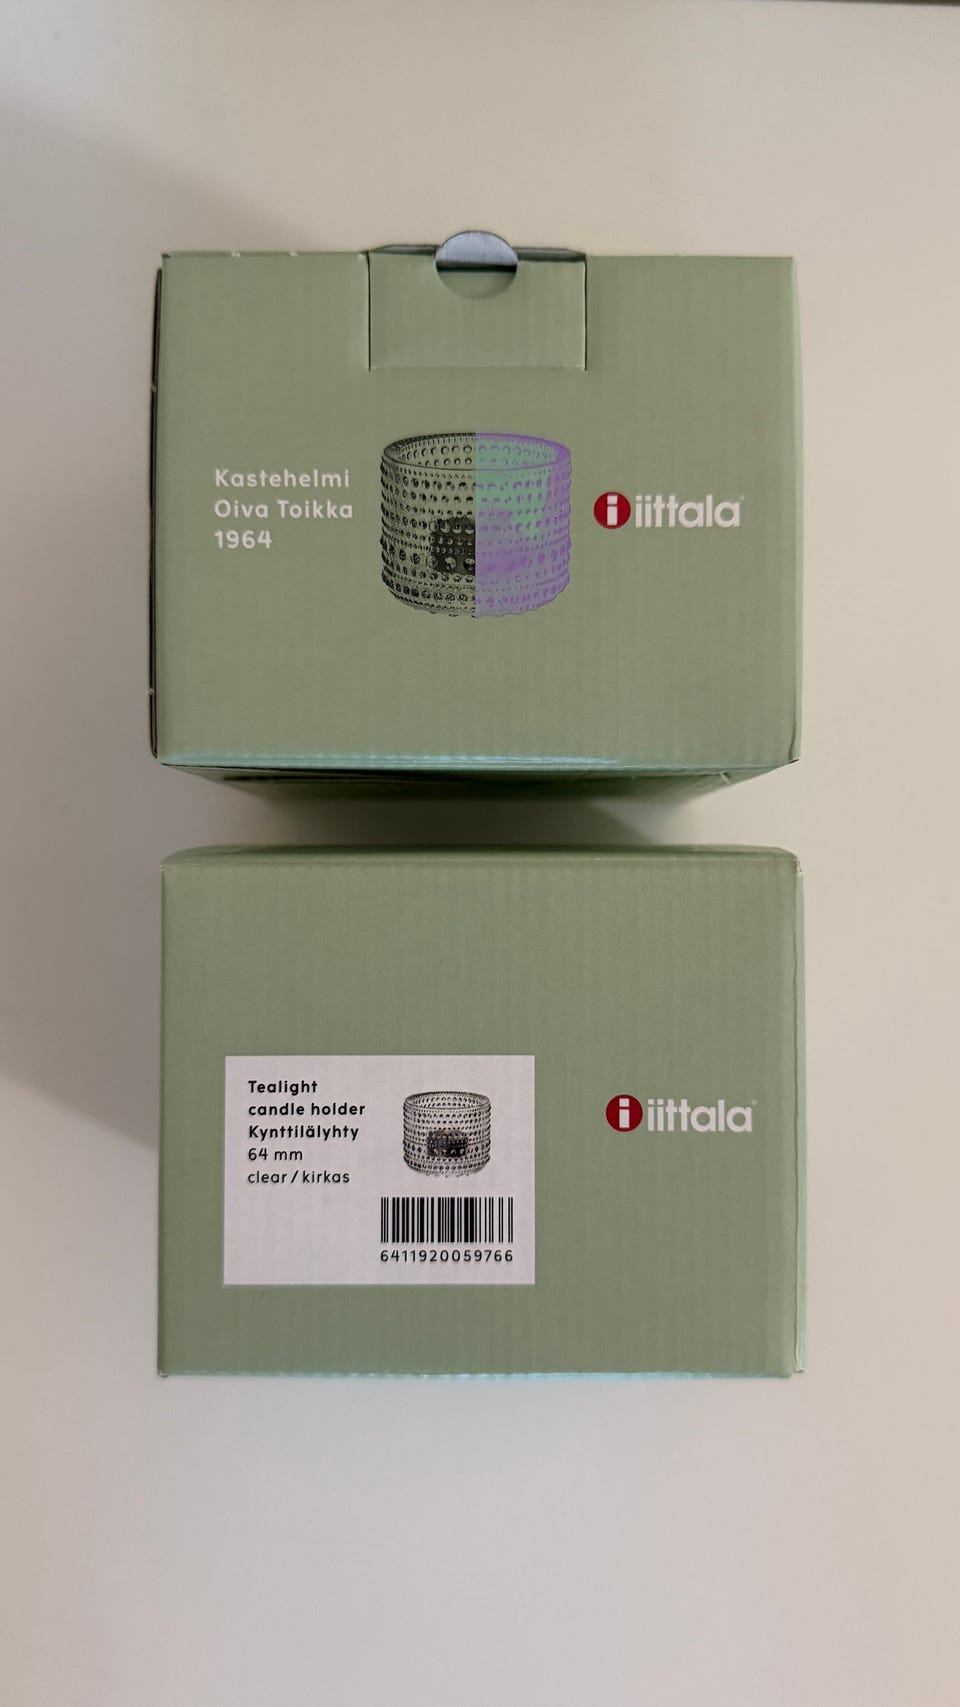 Kastehelmi
Oiva Toikka
1964
iittala
Tealight
candle holder
Kynttilälyhty
64 mm
clear / kirkas
6411920059766
iittala